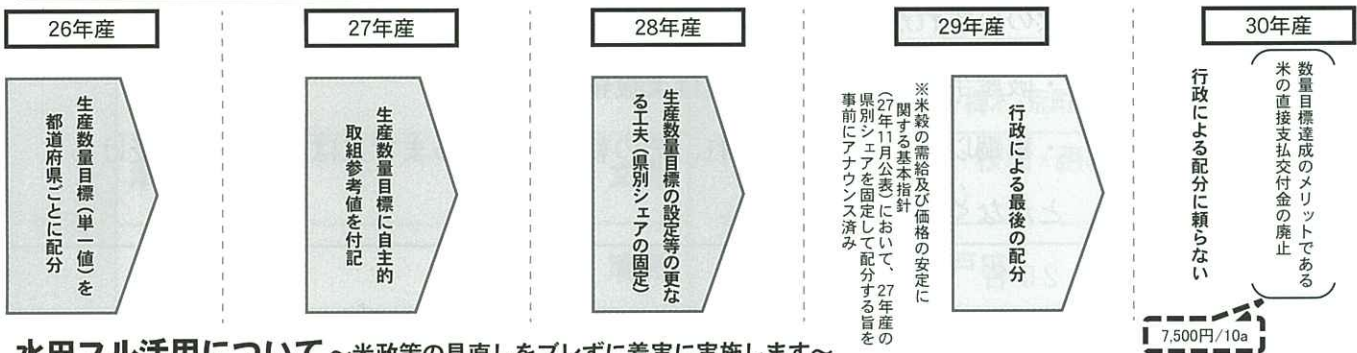 26年産
生産数量目標（単一値）を
都道府県ごとに配分
27年産
生産数量目標に自主的
取組参考値を付記
28年産
生産数量目標の設定等の更な
る工夫（県別シェアの固定）
29年産
行政による最後の配分
※米穀の需給及び価格の安定に
関する基本指針
（27年11月公表）において、27年産の
県別シェアを固定して配分する旨を
事前にアナウンス済み
30年産
数量目標達成のメリットである
米の直接支払交付金の廃止
行政による配分に頼らない
7,500円/10a
水田フル活用について～米政策の見直しをブレずに着実に実施します～